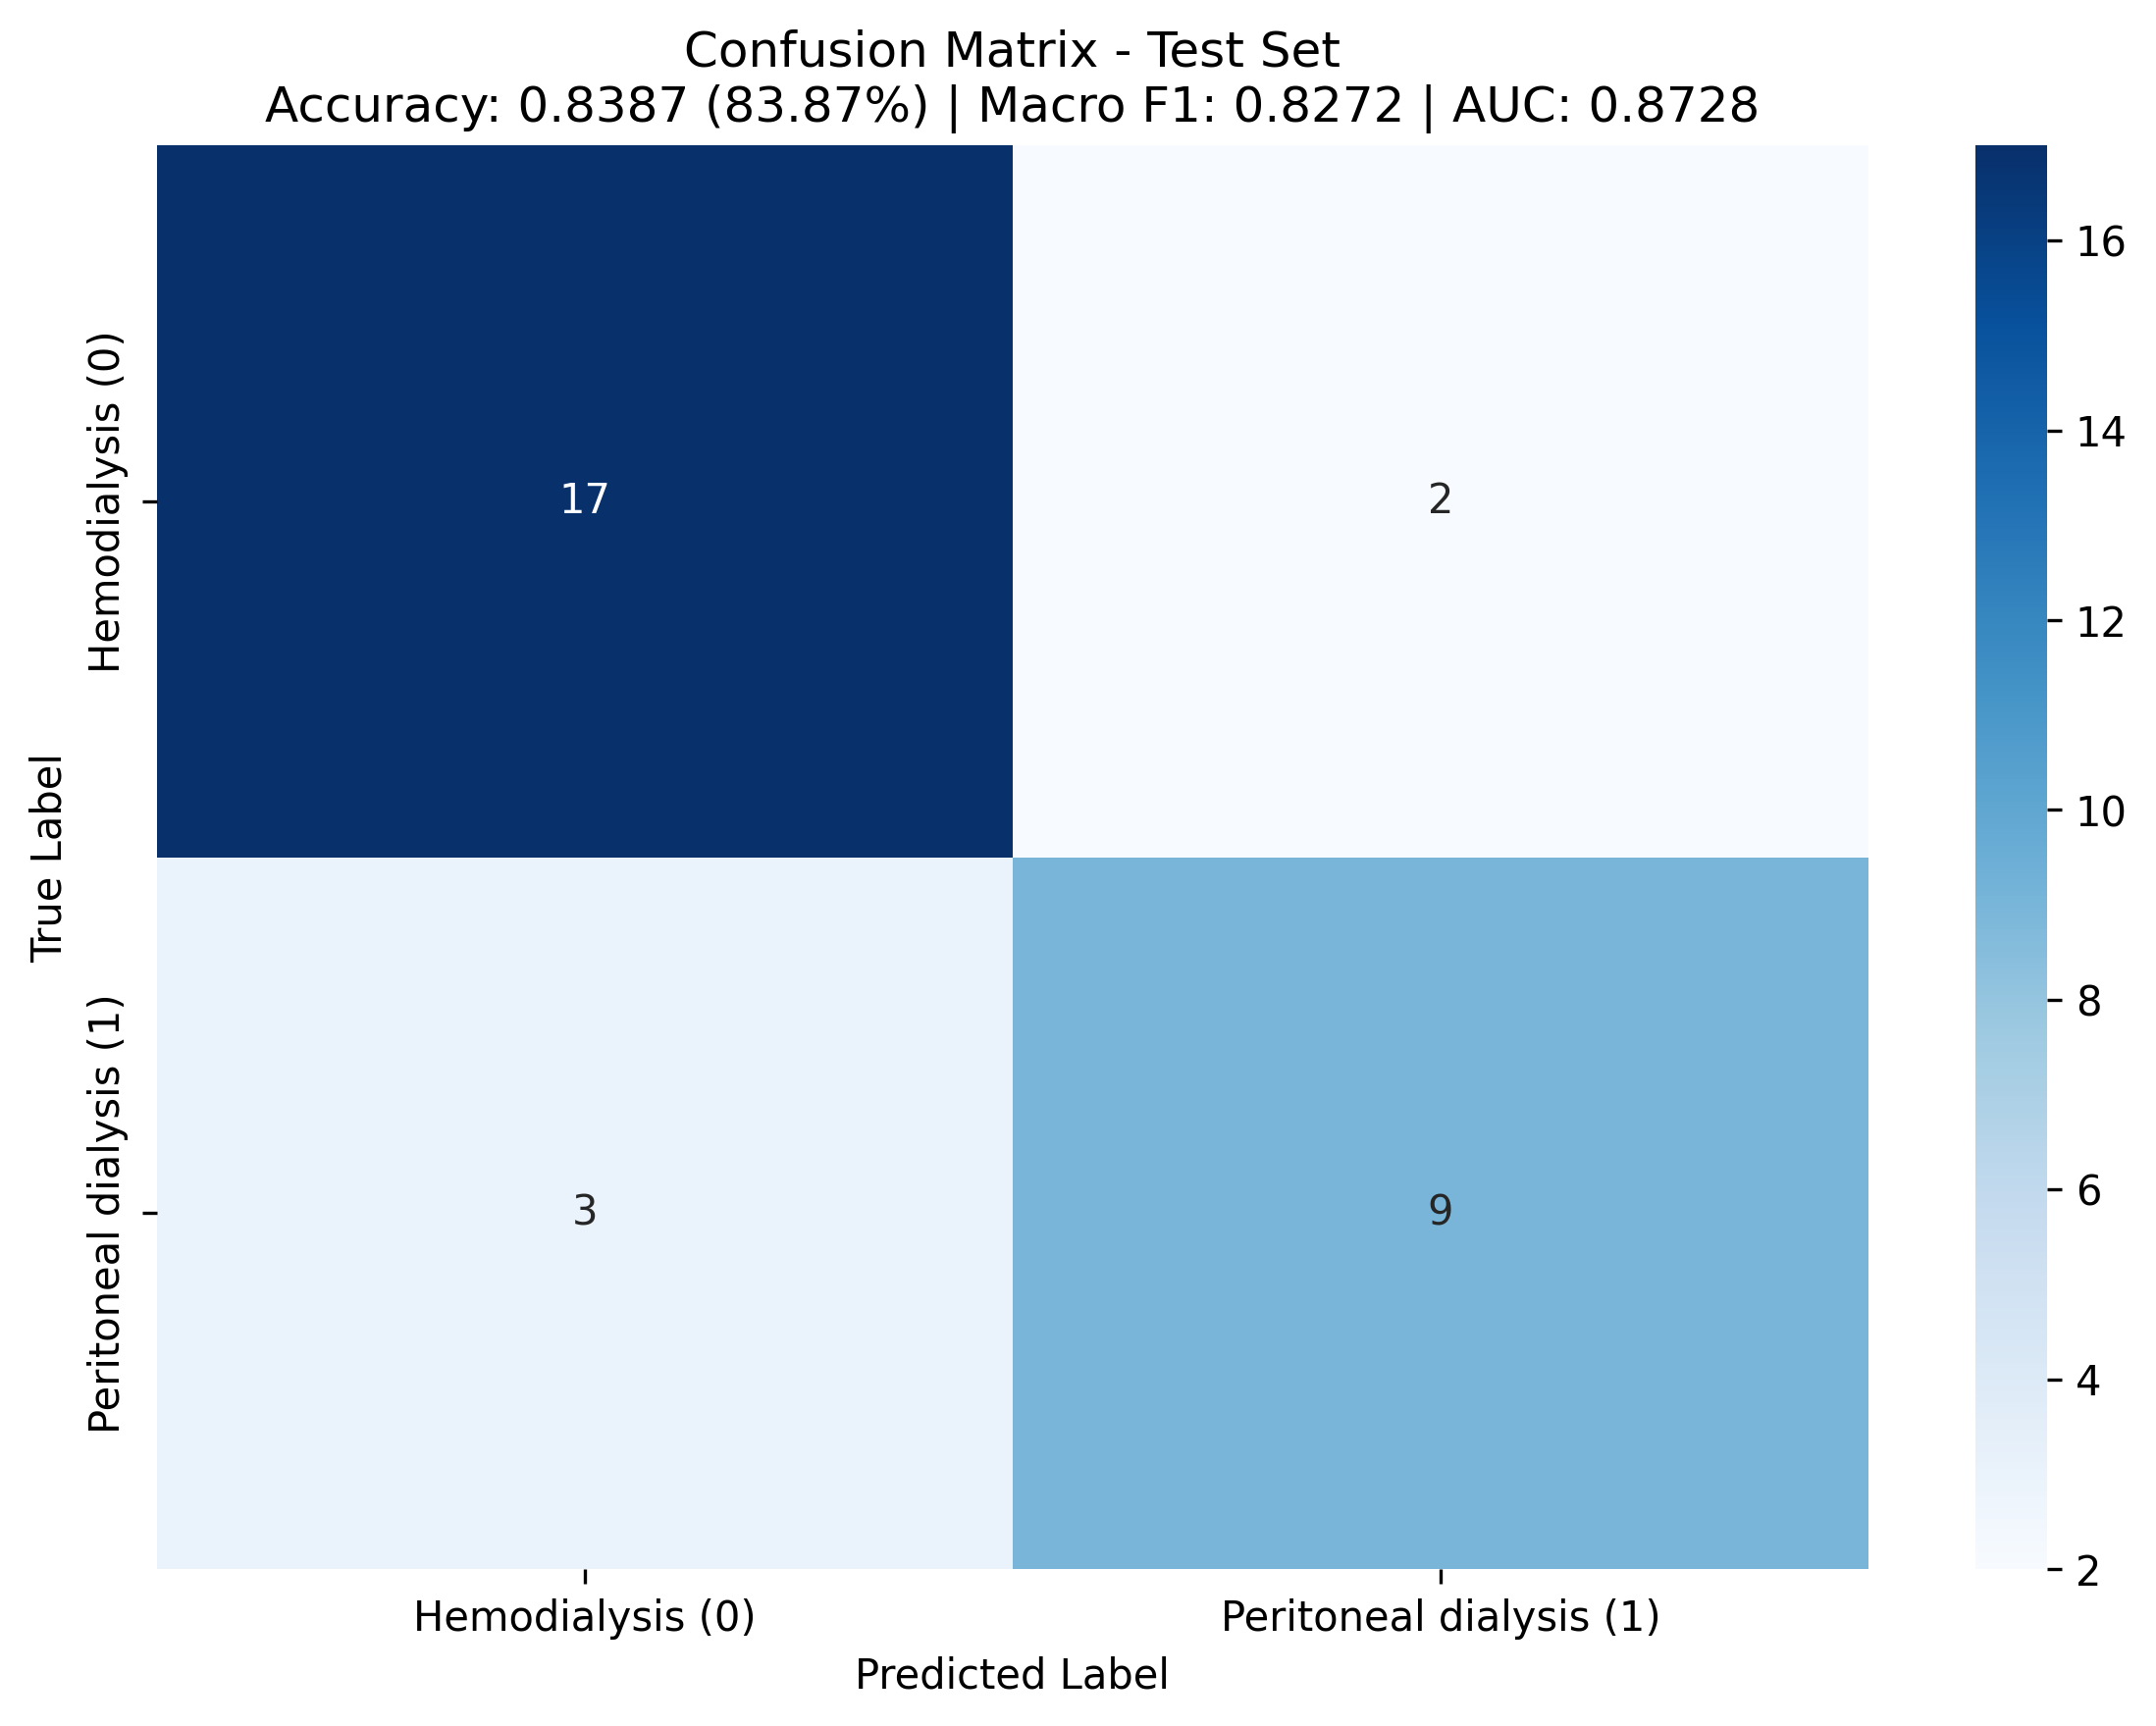 Confusion Matrix - Test Set
Accuracy: 0.8387 (83.87%) | Macro F1: 0.8272 | AUC: 0.8728
True Label
Hemodialysis (0)
17
2
Peritoneal dialysis (1)
3
9
Hemodialysis (0)
Peritoneal dialysis (1)
Predicted Label
16
14
12
10
8
6
4
2